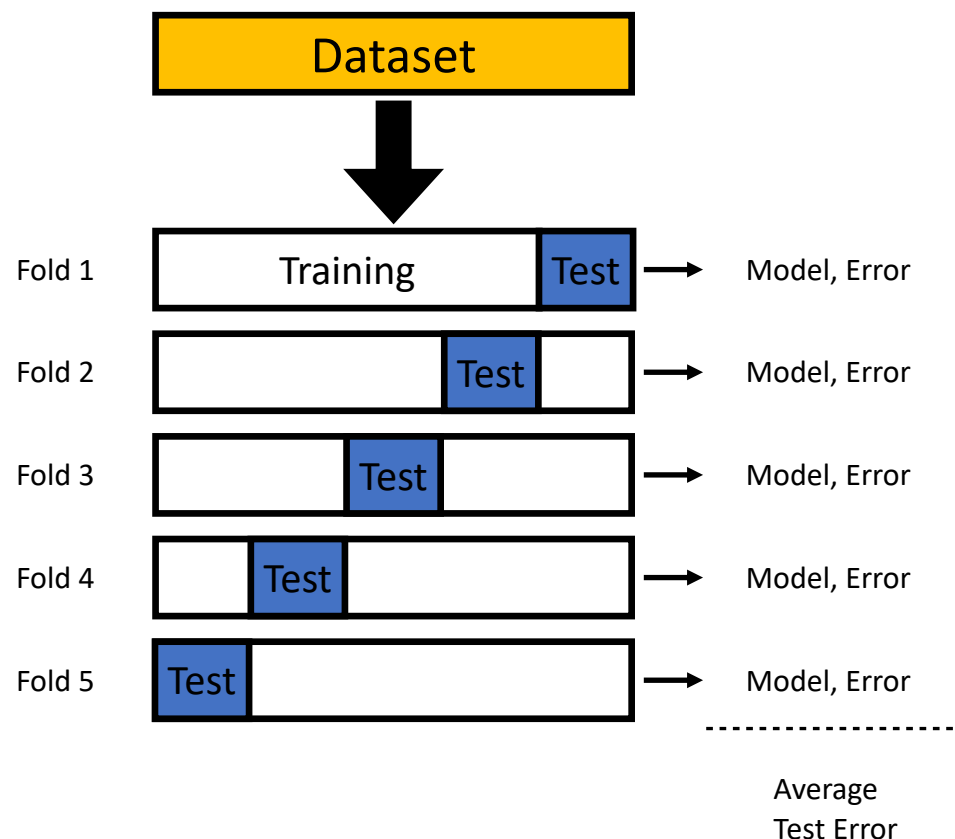 Dataset
Fold 1 Training Test Model, Error
Fold 2 Test Model, Error
Fold 3 Test Model, Error
Fold 4 Test Model, Error
Fold 5 Test Model, Error
Average
Test Error